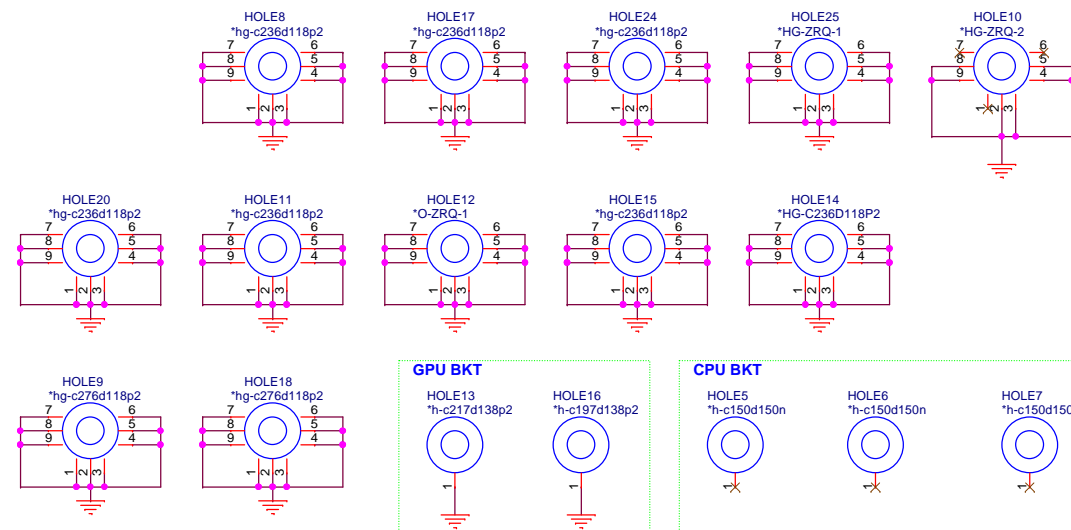 HOLE8
*hg-c236d118p2
7 6
8 5
9 4
1 2 3
HOLE17
*hg-c236d118p2
7 6
8 5
9 4
1 2 3
HOLE24
*hg-c236d118p2
7 6
8 5
9 4
1 2 3
HOLE25
*HG-ZRQ-1
7 6
8 5
9 4
1 2 3
HOLE10
*HG-ZRQ-2
7 6
8 5
9 4
1 2 3
HOLE20
*hg-c236d118p2
7 6
8 5
9 4
1 2 3
HOLE11
*hg-c236d118p2
7 6
8 5
9 4
1 2 3
HOLE12
*O-ZRQ-1
7 6
8 5
9 4
1 2 3
HOLE15
*hg-c236d118p2
7 6
8 5
9 4
1 2 3
HOLE14
*HG-C236D118P2
7 6
8 5
9 4
1 2 3
HOLE9
*hg-c276d118p2
7 6
8 5
9 4
1 2 3
HOLE18
*hg-c276d118p2
7 6
8 5
9 4
1 2 3
GPU BKT
HOLE13
*h-c217d138p2
1
HOLE16
*h-c197d138p2
1
CPU BKT
HOLE5
*h-c150d150n
1
HOLE6
*h-c150d150n
1
HOLE7
*h-c150d150
1